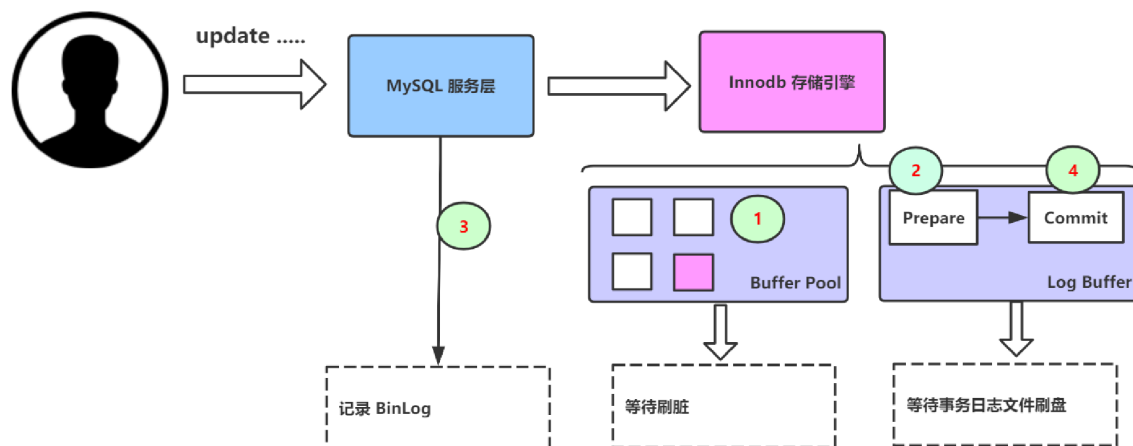 update .....
MySQL 服务层
Innodb 存储引擎
2
4
Prepare
Commit
3
1
Buffer Pool
Log Buffer
记录 BinLog
等待刷脏
等待事务日志文件刷盘